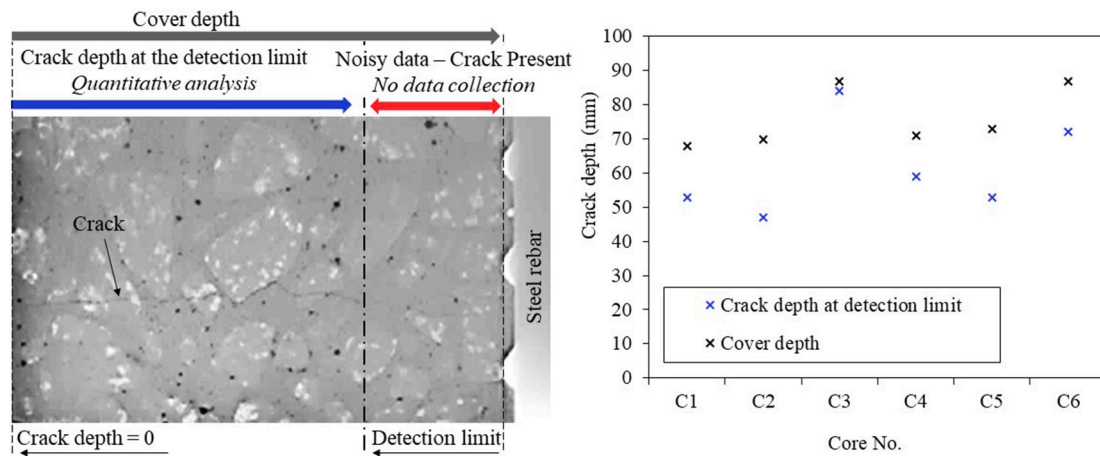 Cover depth
Crack depth at the detection limit
Quantitative analysis
Noisy data – Crack Present
No data collection
Crack
Steel rebar
Crack depth = 0
Detection limit
Crack depth (mm)
100
90
80
70
60
50
40
30
20
10
0
Crack depth at detection limit
Cover depth
C1 C2 C3 C4 C5 C6
Core No.